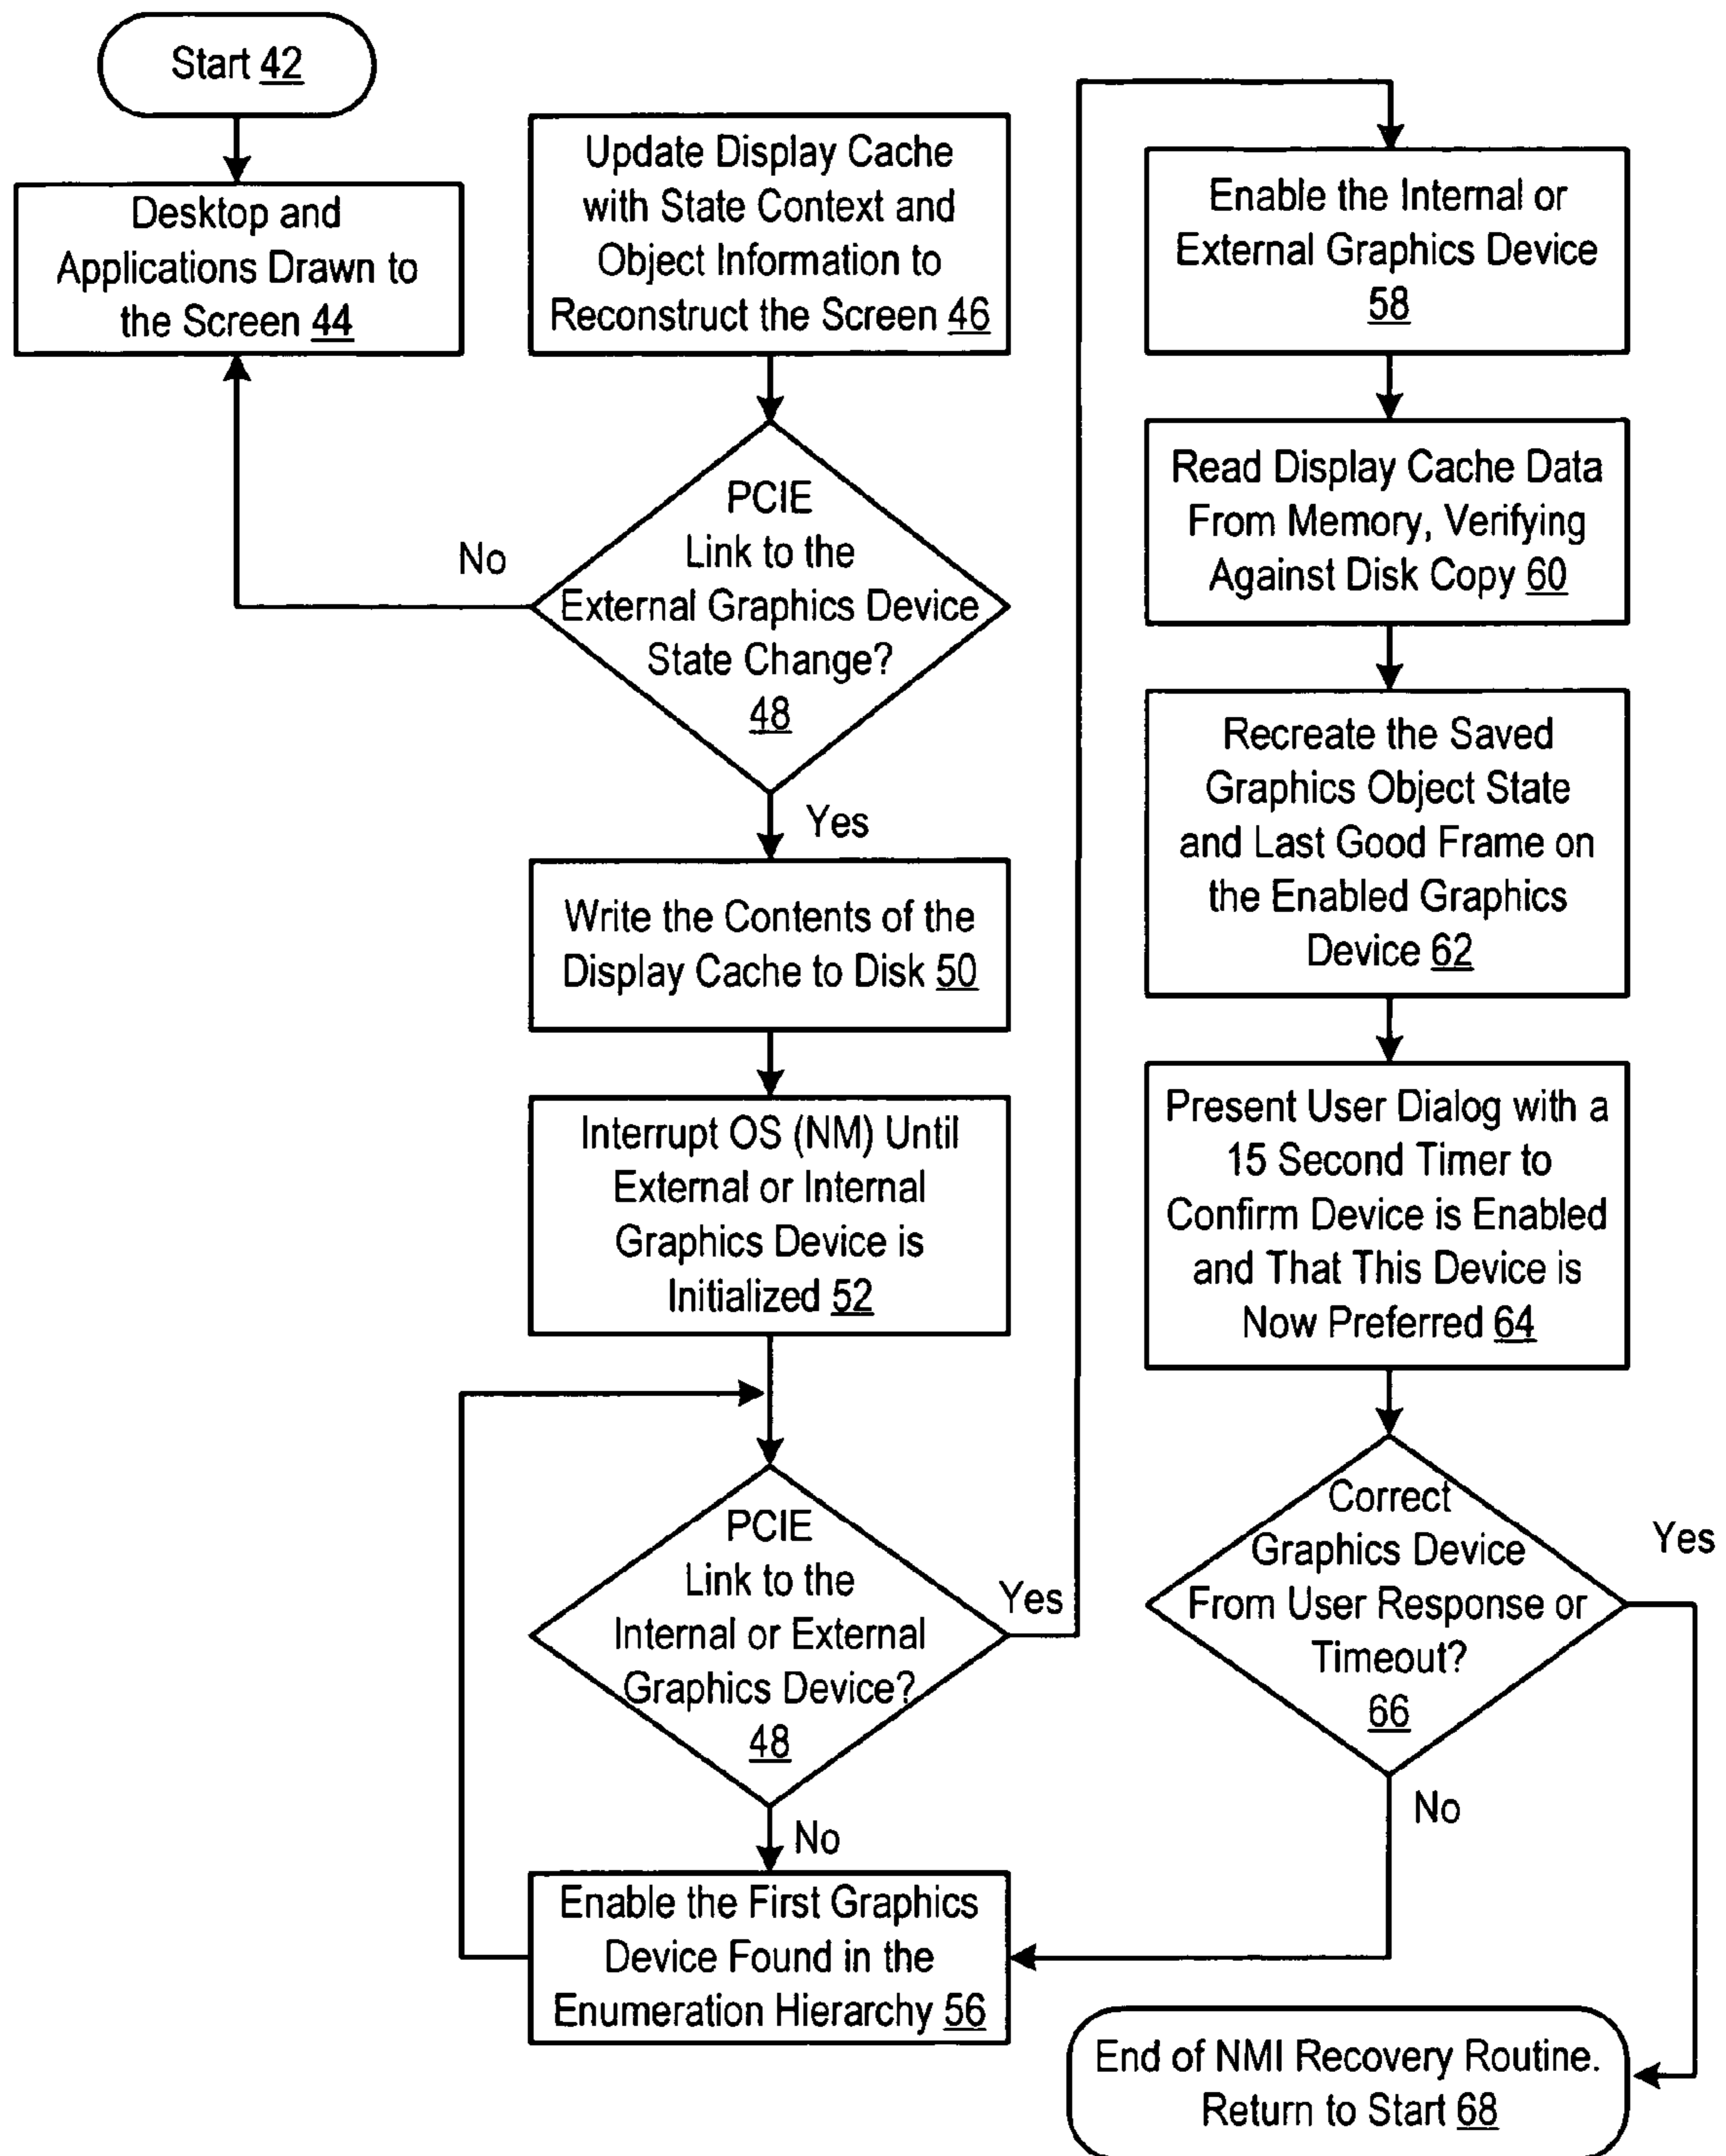 Start 42
Desktop and
Applications Drawn to
the Screen 44
Update Display Cache
with State Context and
Object Information to
Reconstruct the Screen 46
PCIE
Link to the
External Graphics Device
State Change?
48
No
Yes
Write the Contents of the
Display Cache to Disk 50
Interrupt OS (NM) Until
External or Internal
Graphics Device is
Initialized 52
PCIE
Link to the
Internal or External
Graphics Device?
48
Yes
No
Enable the First Graphics
Device Found in the
Enumeration Hierarchy 56
Enable the Internal or
External Graphics Device
58
Read Display Cache Data
From Memory, Verifying
Against Disk Copy 60
Recreate the Saved
Graphics Object State
and Last Good Frame on
the Enabled Graphics
Device 62
Present User Dialog with a
15 Second Timer to
Confirm Device is Enabled
and That This Device is
Now Preferred 64
Correct
Graphics Device
From User Response or
Timeout?
66
Yes
No
End of NMI Recovery Routine.
Return to Start 68